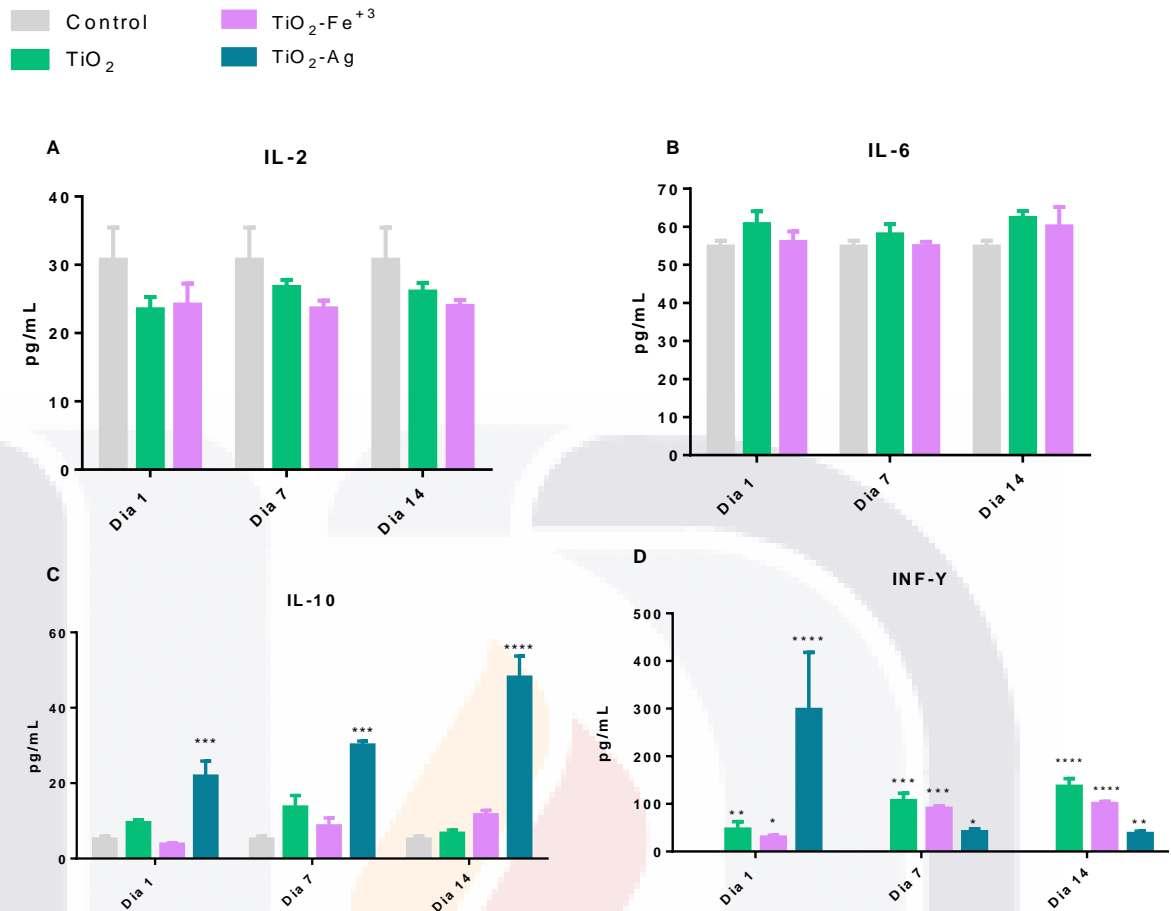 Control
TiO2
TiO2-Fe+3
TiO2-Ag
A
IL-2
pg/mL
40
30
20
10
0
Dia 1
Dia 7
Dia 14
B
IL-6
pg/mL
70
60
50
40
30
20
10
0
Dia 1
Dia 7
Dia 14
C
IL-10
pg/mL
60
40
20
0
***
***
****
Dia 1
Dia 7
Dia 14
D
INF-Y
pg/mL
500
400
300
200
100
0
**
*
****
***
***
*
****
****
**
Dia 1
Dia 7
Dia 14